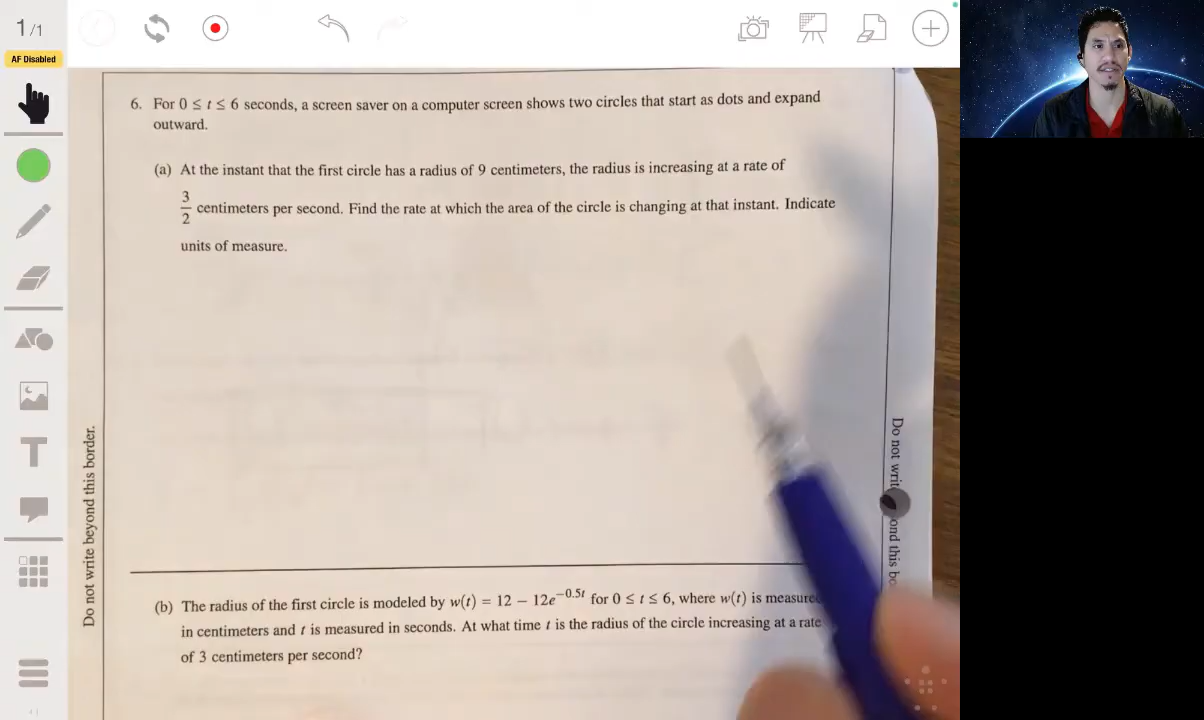 1/1
AF Disabled
T
6. For 0 ≤ t ≤ 6 seconds, a screen saver on a computer screen shows two circles that start as dots and expand
outward.
(a) At the instant that the first circle has a radius of 9 centimeters, the radius is increasing at a rate of
3/2 centimeters per second. Find the rate at which the area of the circle is changing at that instant. Indicate
units of measure.
Do not write beyond this border.
Do not write beyond this
(b) The radius of the first circle is modeled by w(t) = 12 − 12e^−0.5t for 0 ≤ t ≤ 6, where w(t) is measured
in centimeters and t is measured in seconds. At what time t is the radius of the circle increasing at a rate
of 3 centimeters per second?